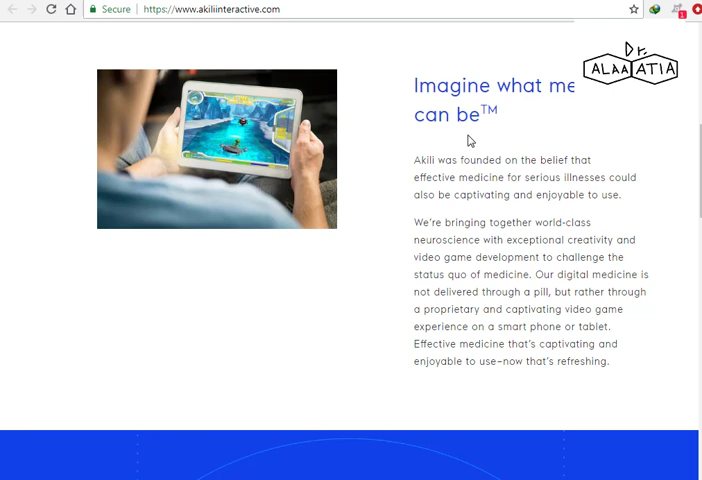 Secure
https://www.akiliinteractive.com
1
Dr.
ALAA ATIA
Imagine what me
can be™
Akili was founded on the belief that
effective medicine for serious illnesses could
also be captivating and enjoyable to use.
We're bringing together world-class
neuroscience with exceptional creativity and
video game development to challenge the
status quo of medicine. Our digital medicine is
not delivered through a pill, but rather through
a proprietary and captivating video game
experience on a smart phone or tablet.
Effective medicine that's captivating and
enjoyable to use–now that's refreshing.